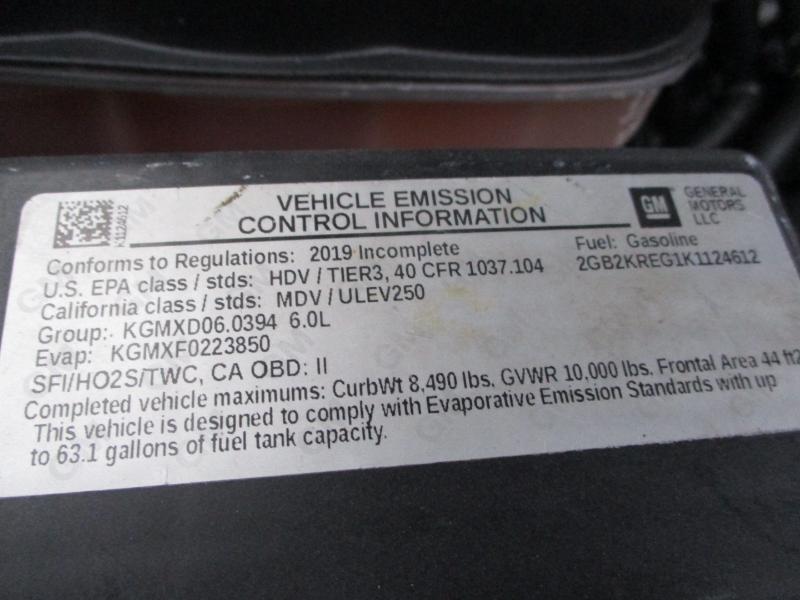 K1124612
VEHICLE EMISSION
CONTROL INFORMATION
GM
GENERAL
MOTORS
LLC
Conforms to Regulations: 2019 Incomplete
Fuel: Gasoline
U.S. EPA class / stds: HDV / TIER3, 40 CFR 1037.104
2GB2KREG1K1124612
California class / stds: MDV / ULEV250
Group: KGMXD06.0394 6.0L
Evap: KGMXF0223850
SFI/HO2S/TWC, CA OBD: II
Completed vehicle maximums: CurbWt 8,490 lbs. GVWR 10,000 lbs. Frontal Area 44 ft2
This vehicle is designed to comply with Evaporative Emission Standards with up
to 63.1 gallons of fuel tank capacity.